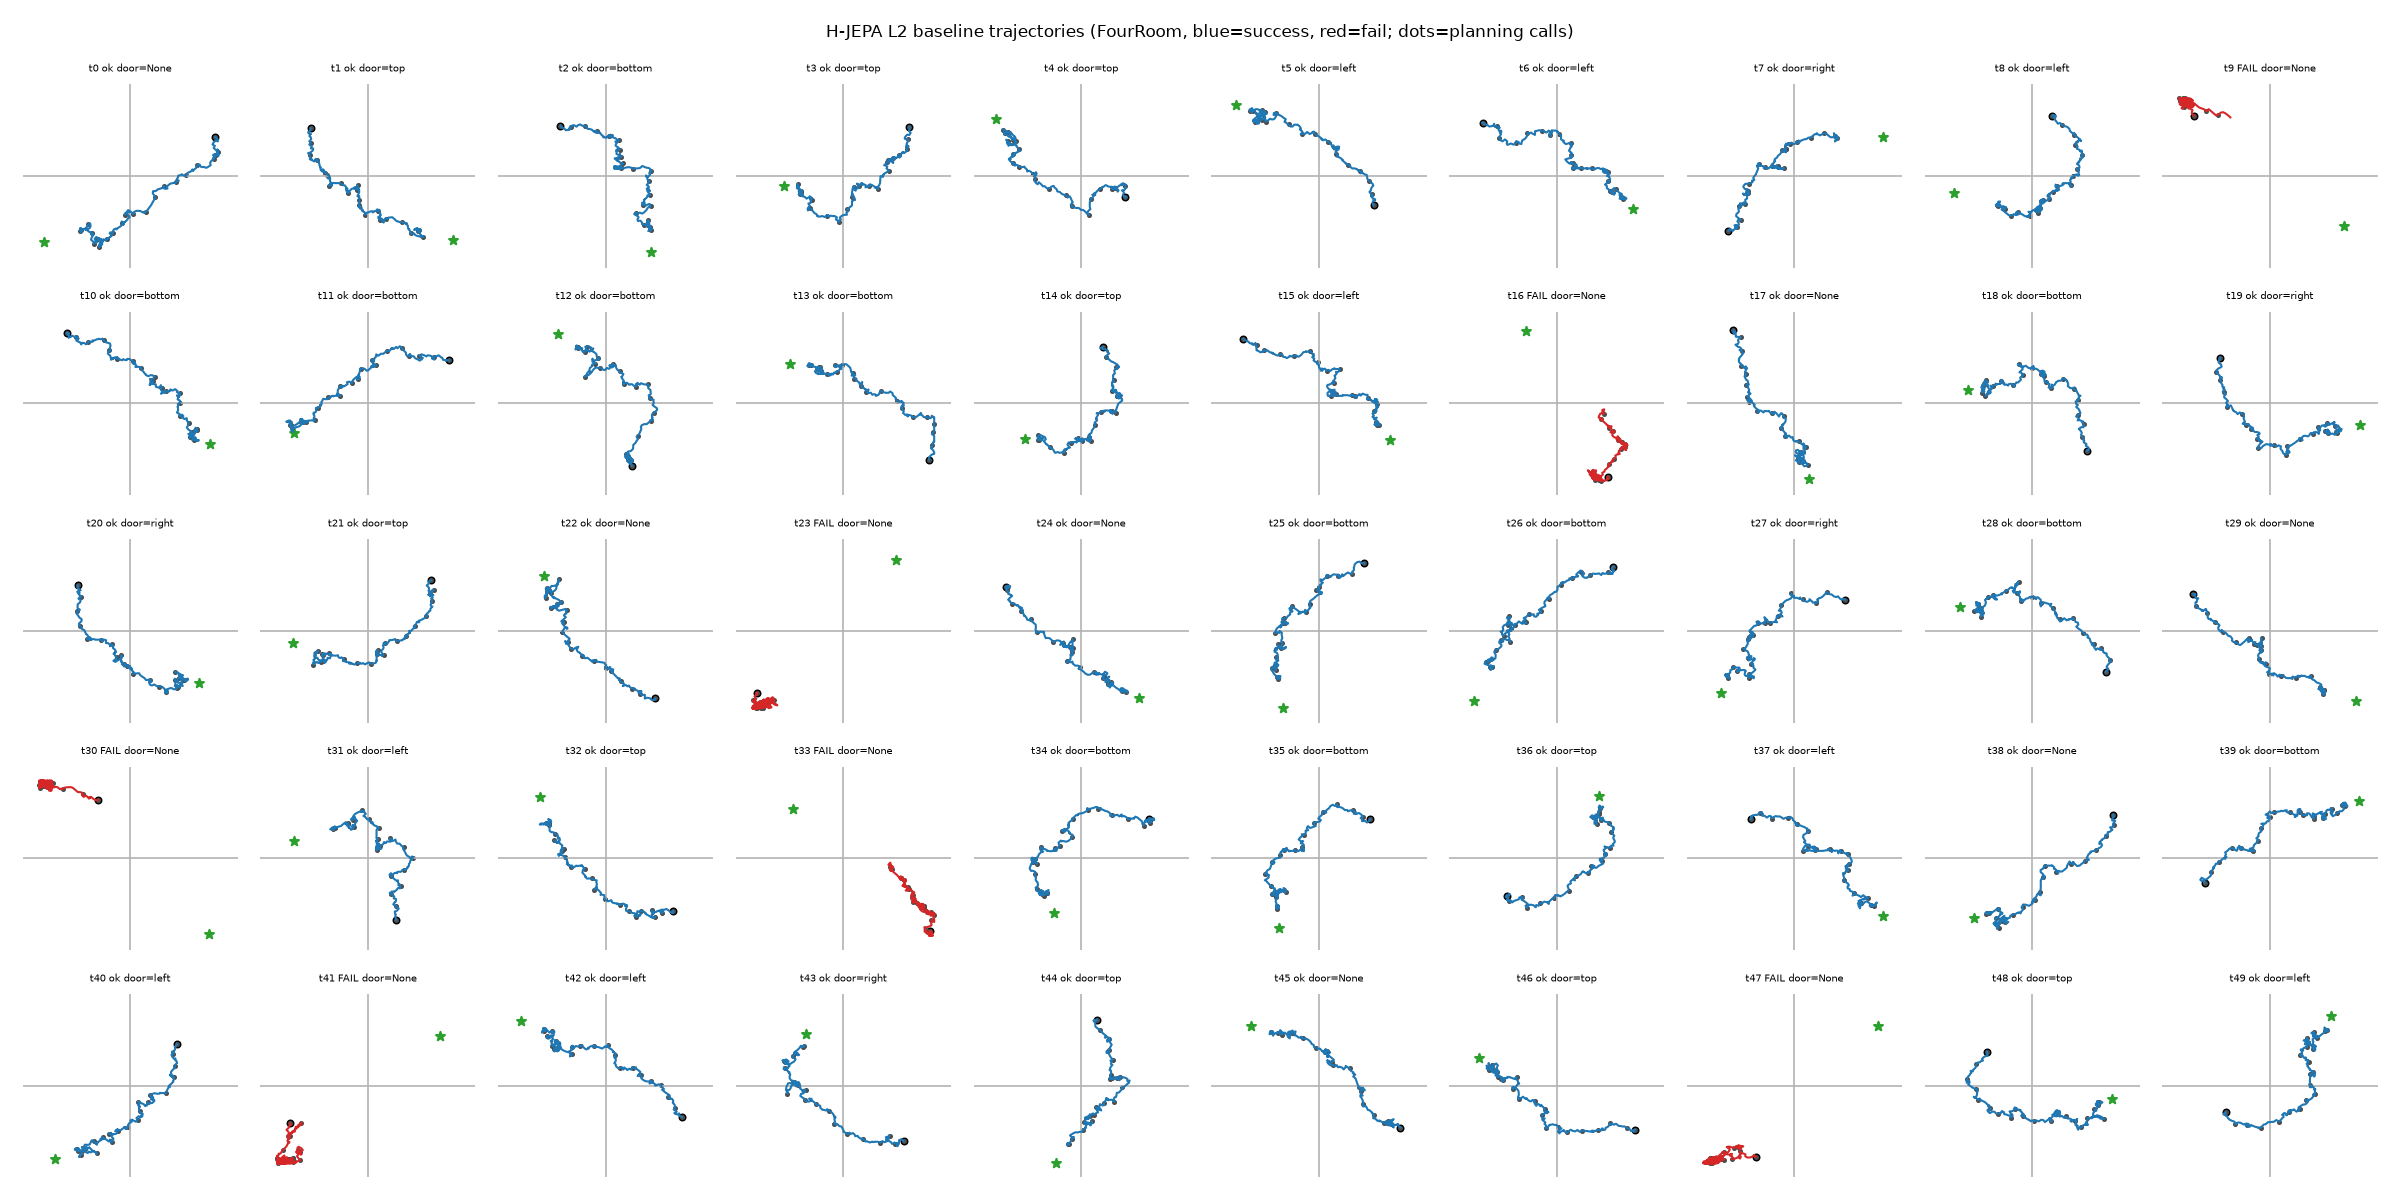 H-JEPA L2 baseline trajectories (FourRoom, blue=success, red=fail; dots=planning calls)
t0 ok door=None
t1 ok door=top
t2 ok door=bottom
t3 ok door=top
t4 ok door=top
t5 ok door=left
t6 ok door=left
t7 ok door=right
t8 ok door=left
t9 FAIL door=None
t10 ok door=bottom
t11 ok door=bottom
t12 ok door=bottom
t13 ok door=bottom
t14 ok door=top
t15 ok door=left
t16 FAIL door=None
t17 ok door=None
t18 ok door=bottom
t19 ok door=right
t20 ok door=right
t21 ok door=top
t22 ok door=None
t23 FAIL door=None
t24 ok door=None
t25 ok door=bottom
t26 ok door=bottom
t27 ok door=right
t28 ok door=bottom
t29 ok door=None
t30 FAIL door=None
t31 ok door=left
t32 ok door=top
t33 FAIL door=None
t34 ok door=bottom
t35 ok door=bottom
t36 ok door=top
t37 ok door=left
t38 ok door=None
t39 ok door=bottom
t40 ok door=left
t41 FAIL door=None
t42 ok door=left
t43 ok door=right
t44 ok door=top
t45 ok door=None
t46 ok door=top
t47 FAIL door=None
t48 ok door=top
t49 ok door=left